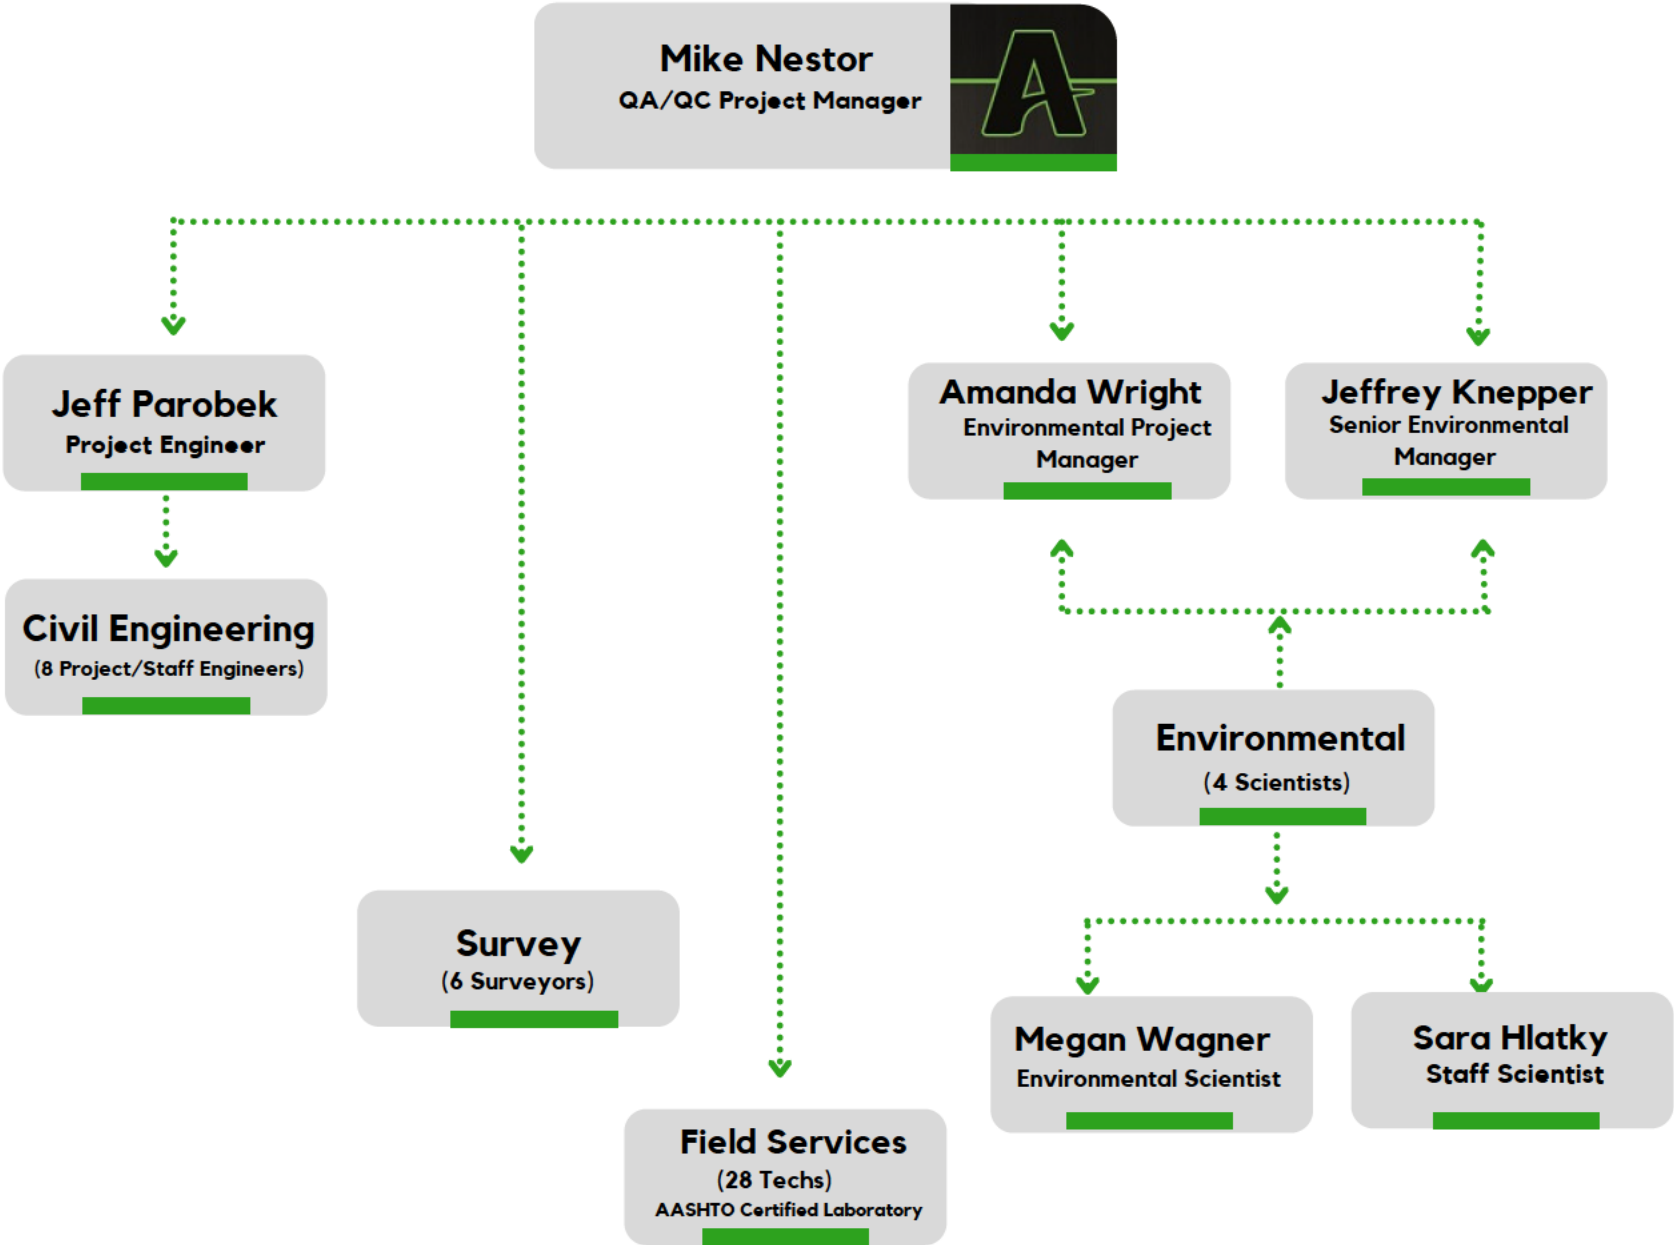 Mike Nestor
QA/QC Project Manager
A
Jeff Parobek
Project Engineer
Amanda Wright
Environmental Project
Manager
Jeffrey Knepper
Senior Environmental
Manager
Civil Engineering
(8 Project/Staff Engineers)
Environmental
(4 Scientists)
Survey
(6 Surveyors)
Megan Wagner
Environmental Scientist
Sara Hlatky
Staff Scientist
Field Services
(28 Techs)
AASHTO Certified Laboratory